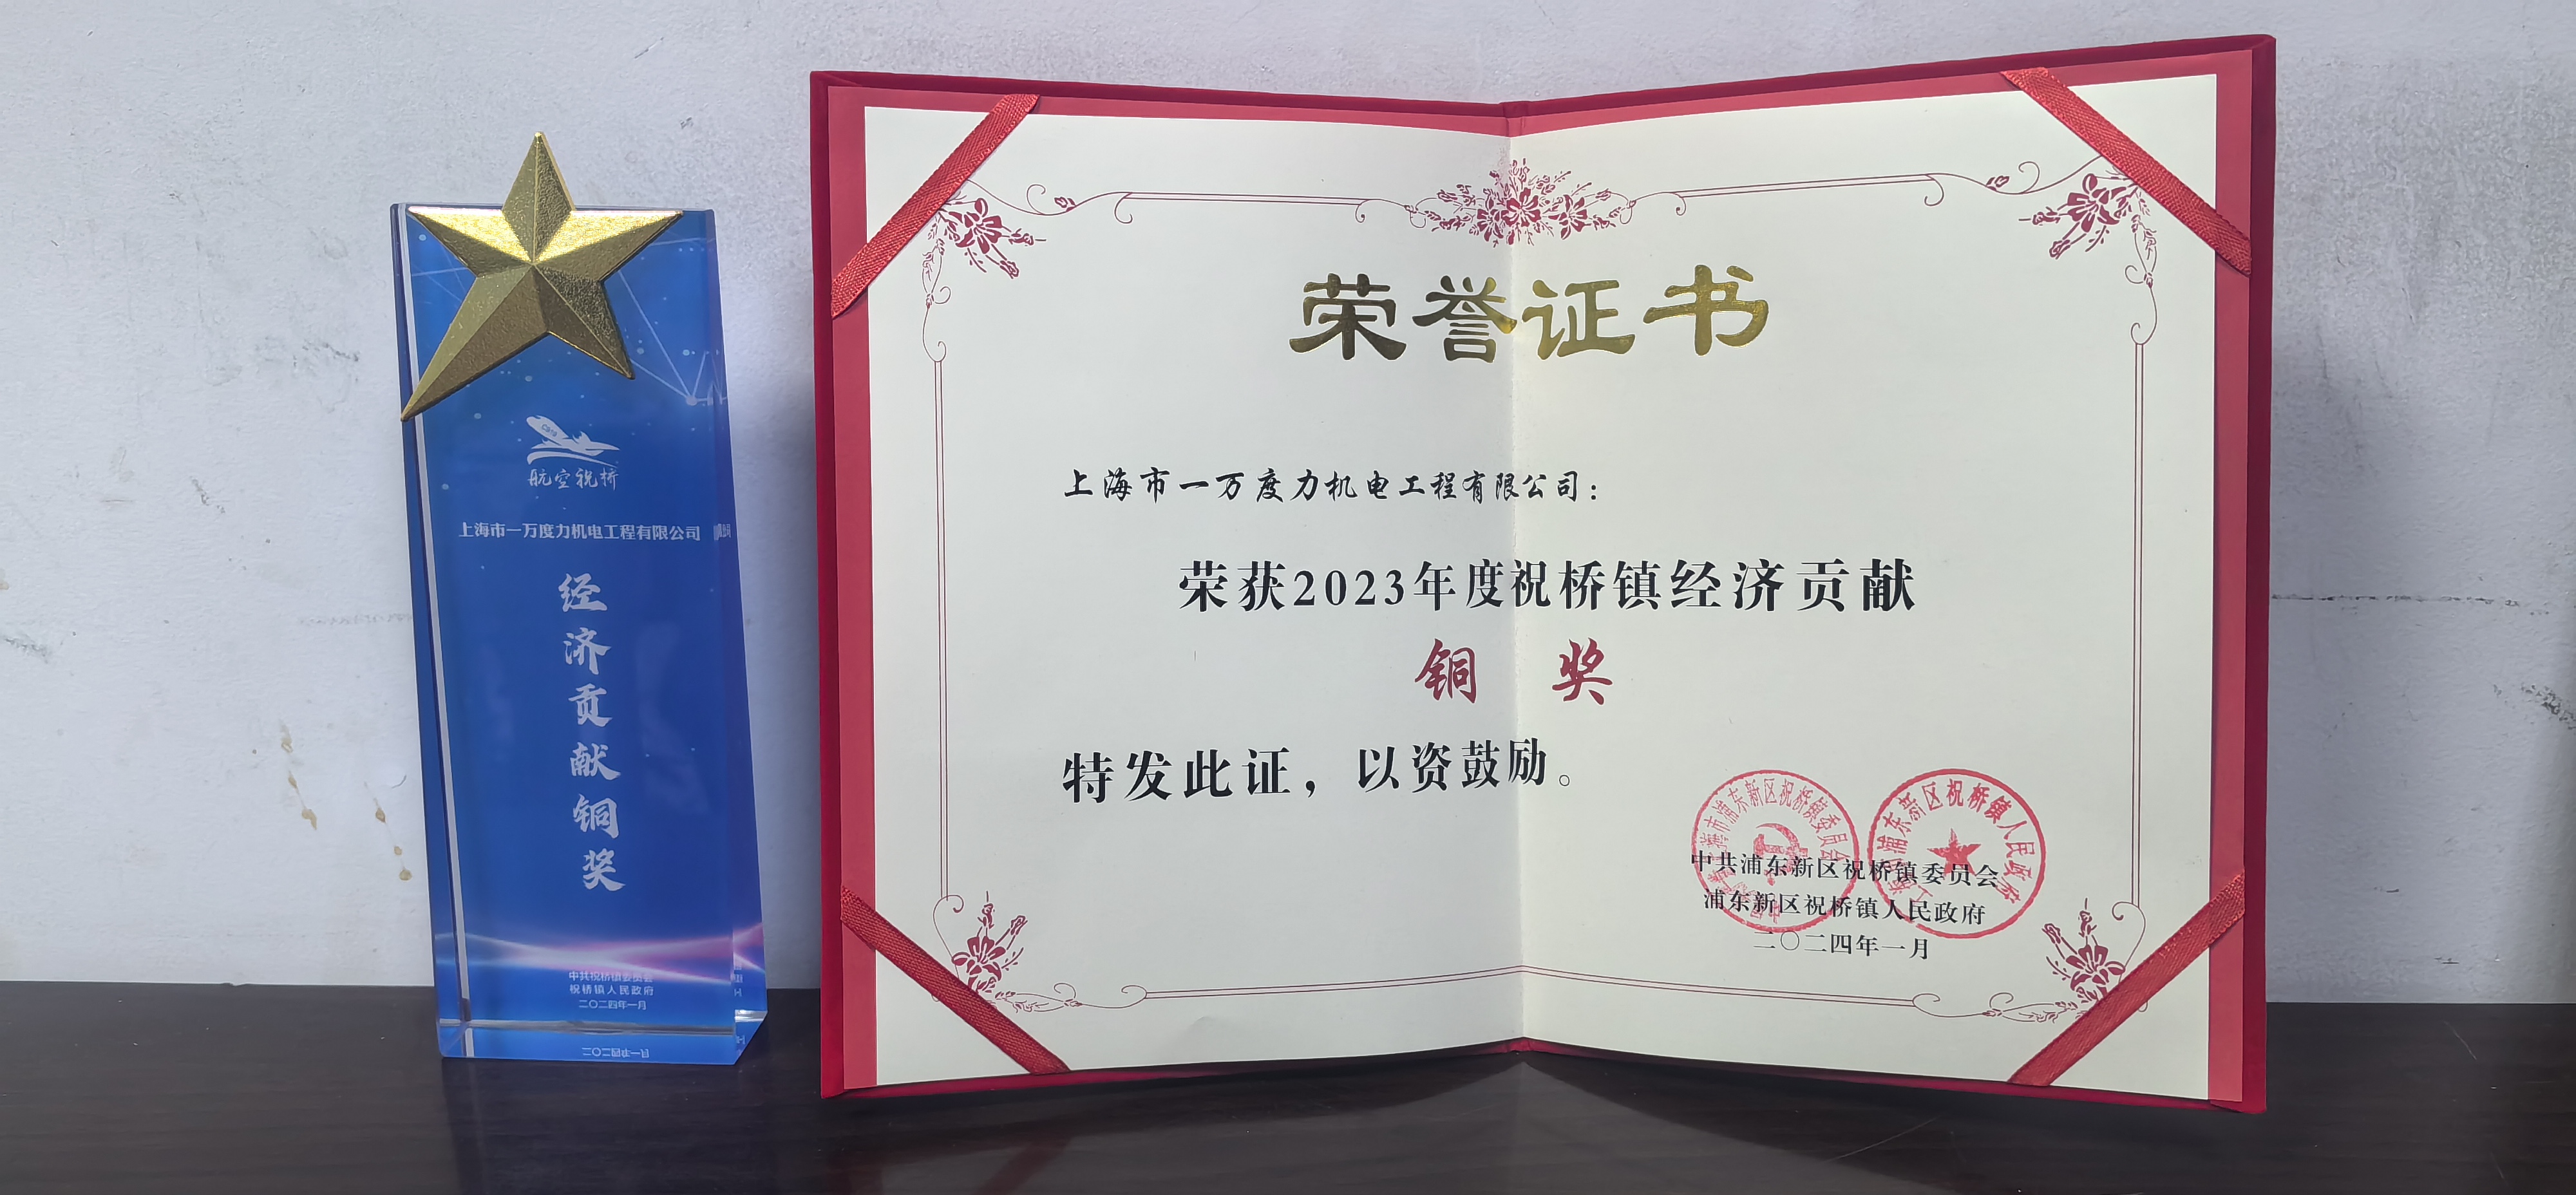 C919
航空祝桥
上海市一万度力机电工程有限公司
经
济
贡
献
铜
奖
中共祝桥镇委员会
祝桥镇人民政府
二〇二四年一月
荣誉证书
上海市一万度力机电工程有限公司：
荣获2023年度祝桥镇经济贡献
铜 奖
特发此证，以资鼓励。
中共浦东新区祝桥镇委员会
浦东新区祝桥镇人民政府
二〇二四年一月